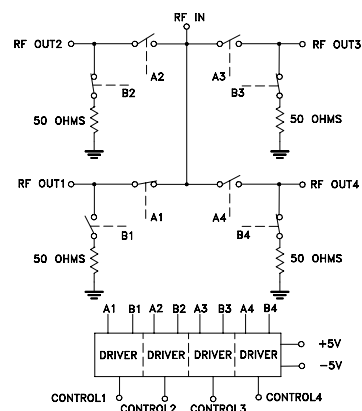 RF IN
RF OUT2 RF OUT3
A2 A3
B2 B3
50 OHMS 50 OHMS
RF OUT1 RF OUT4
A1 A4
B1 B4
50 OHMS 50 OHMS
A1 B1 A2 B2 A3 B3 A4 B4
DRIVER DRIVER DRIVER DRIVER
+5V
-5V
CONTROL1 CONTROL2 CONTROL3 CONTROL4